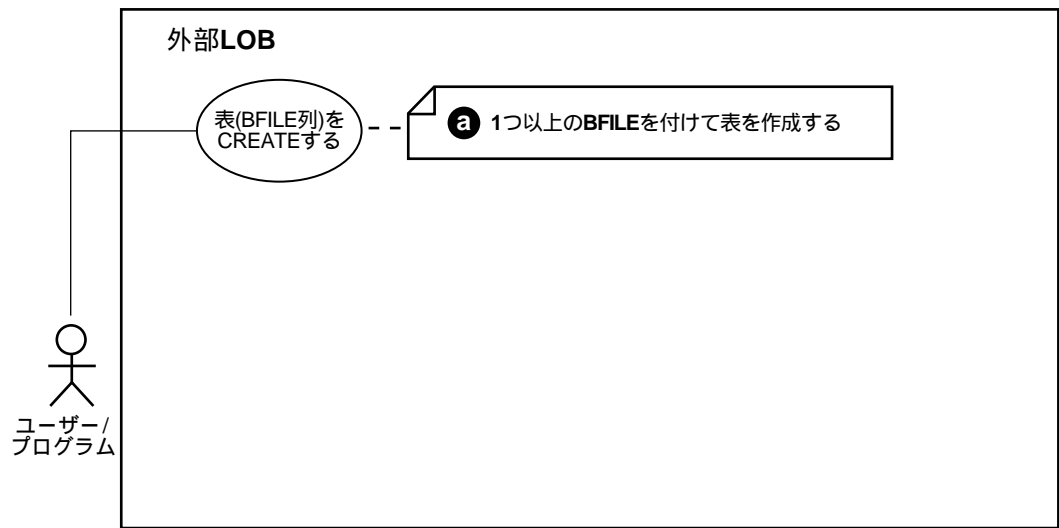 外部LOB
表(BFILE列)を
CREATEする
a 1つ以上のBFILEを付けて表を作成する
ユーザー/
プログラム